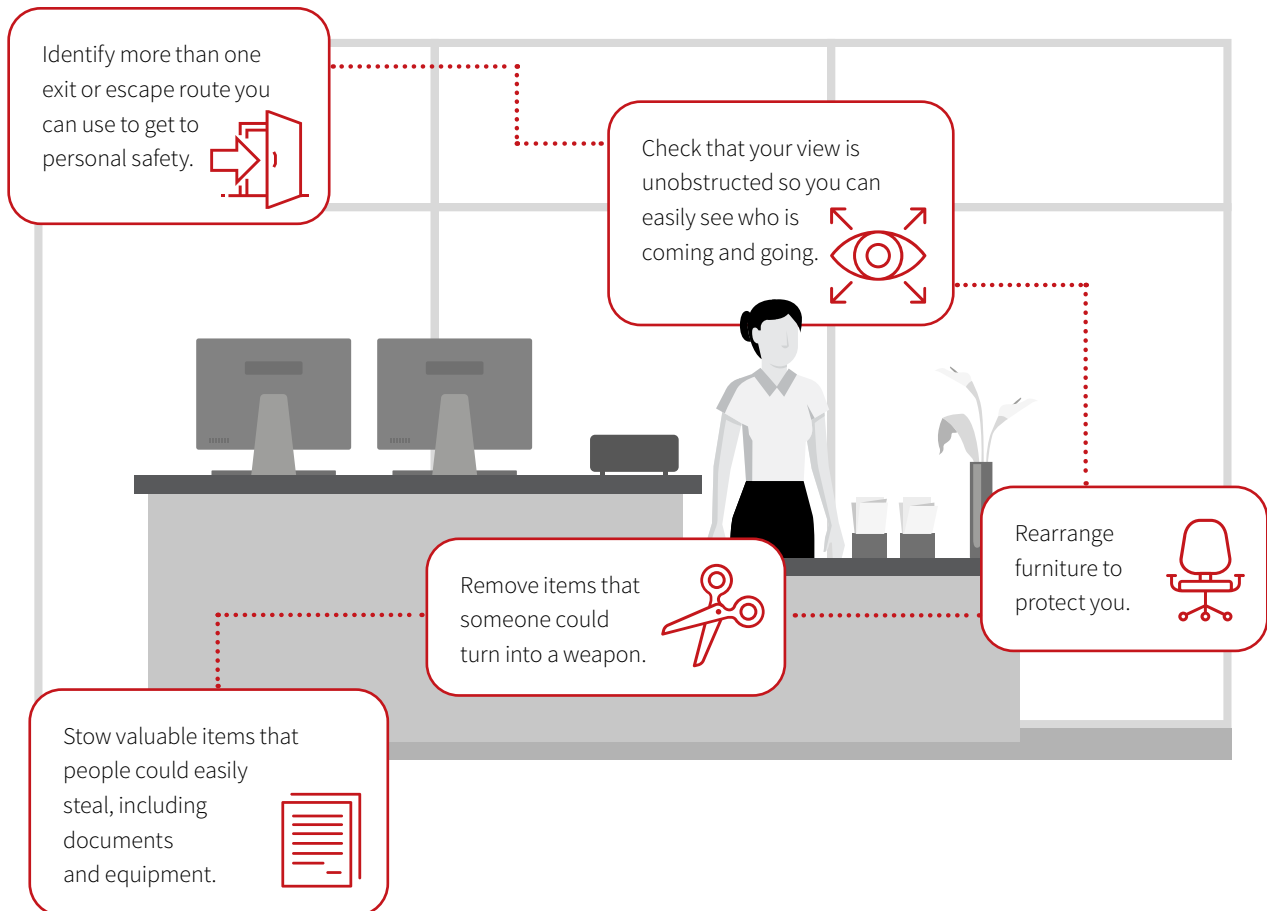 Identify more than one
exit or escape route you
can use to get to
personal safety.
Check that your view is
unobstructed so you can
easily see who is
coming and going.
Rearrange
furniture to
protect you.
Remove items that
someone could
turn into a weapon.
Stow valuable items that
people could easily
steal, including
documents
and equipment.